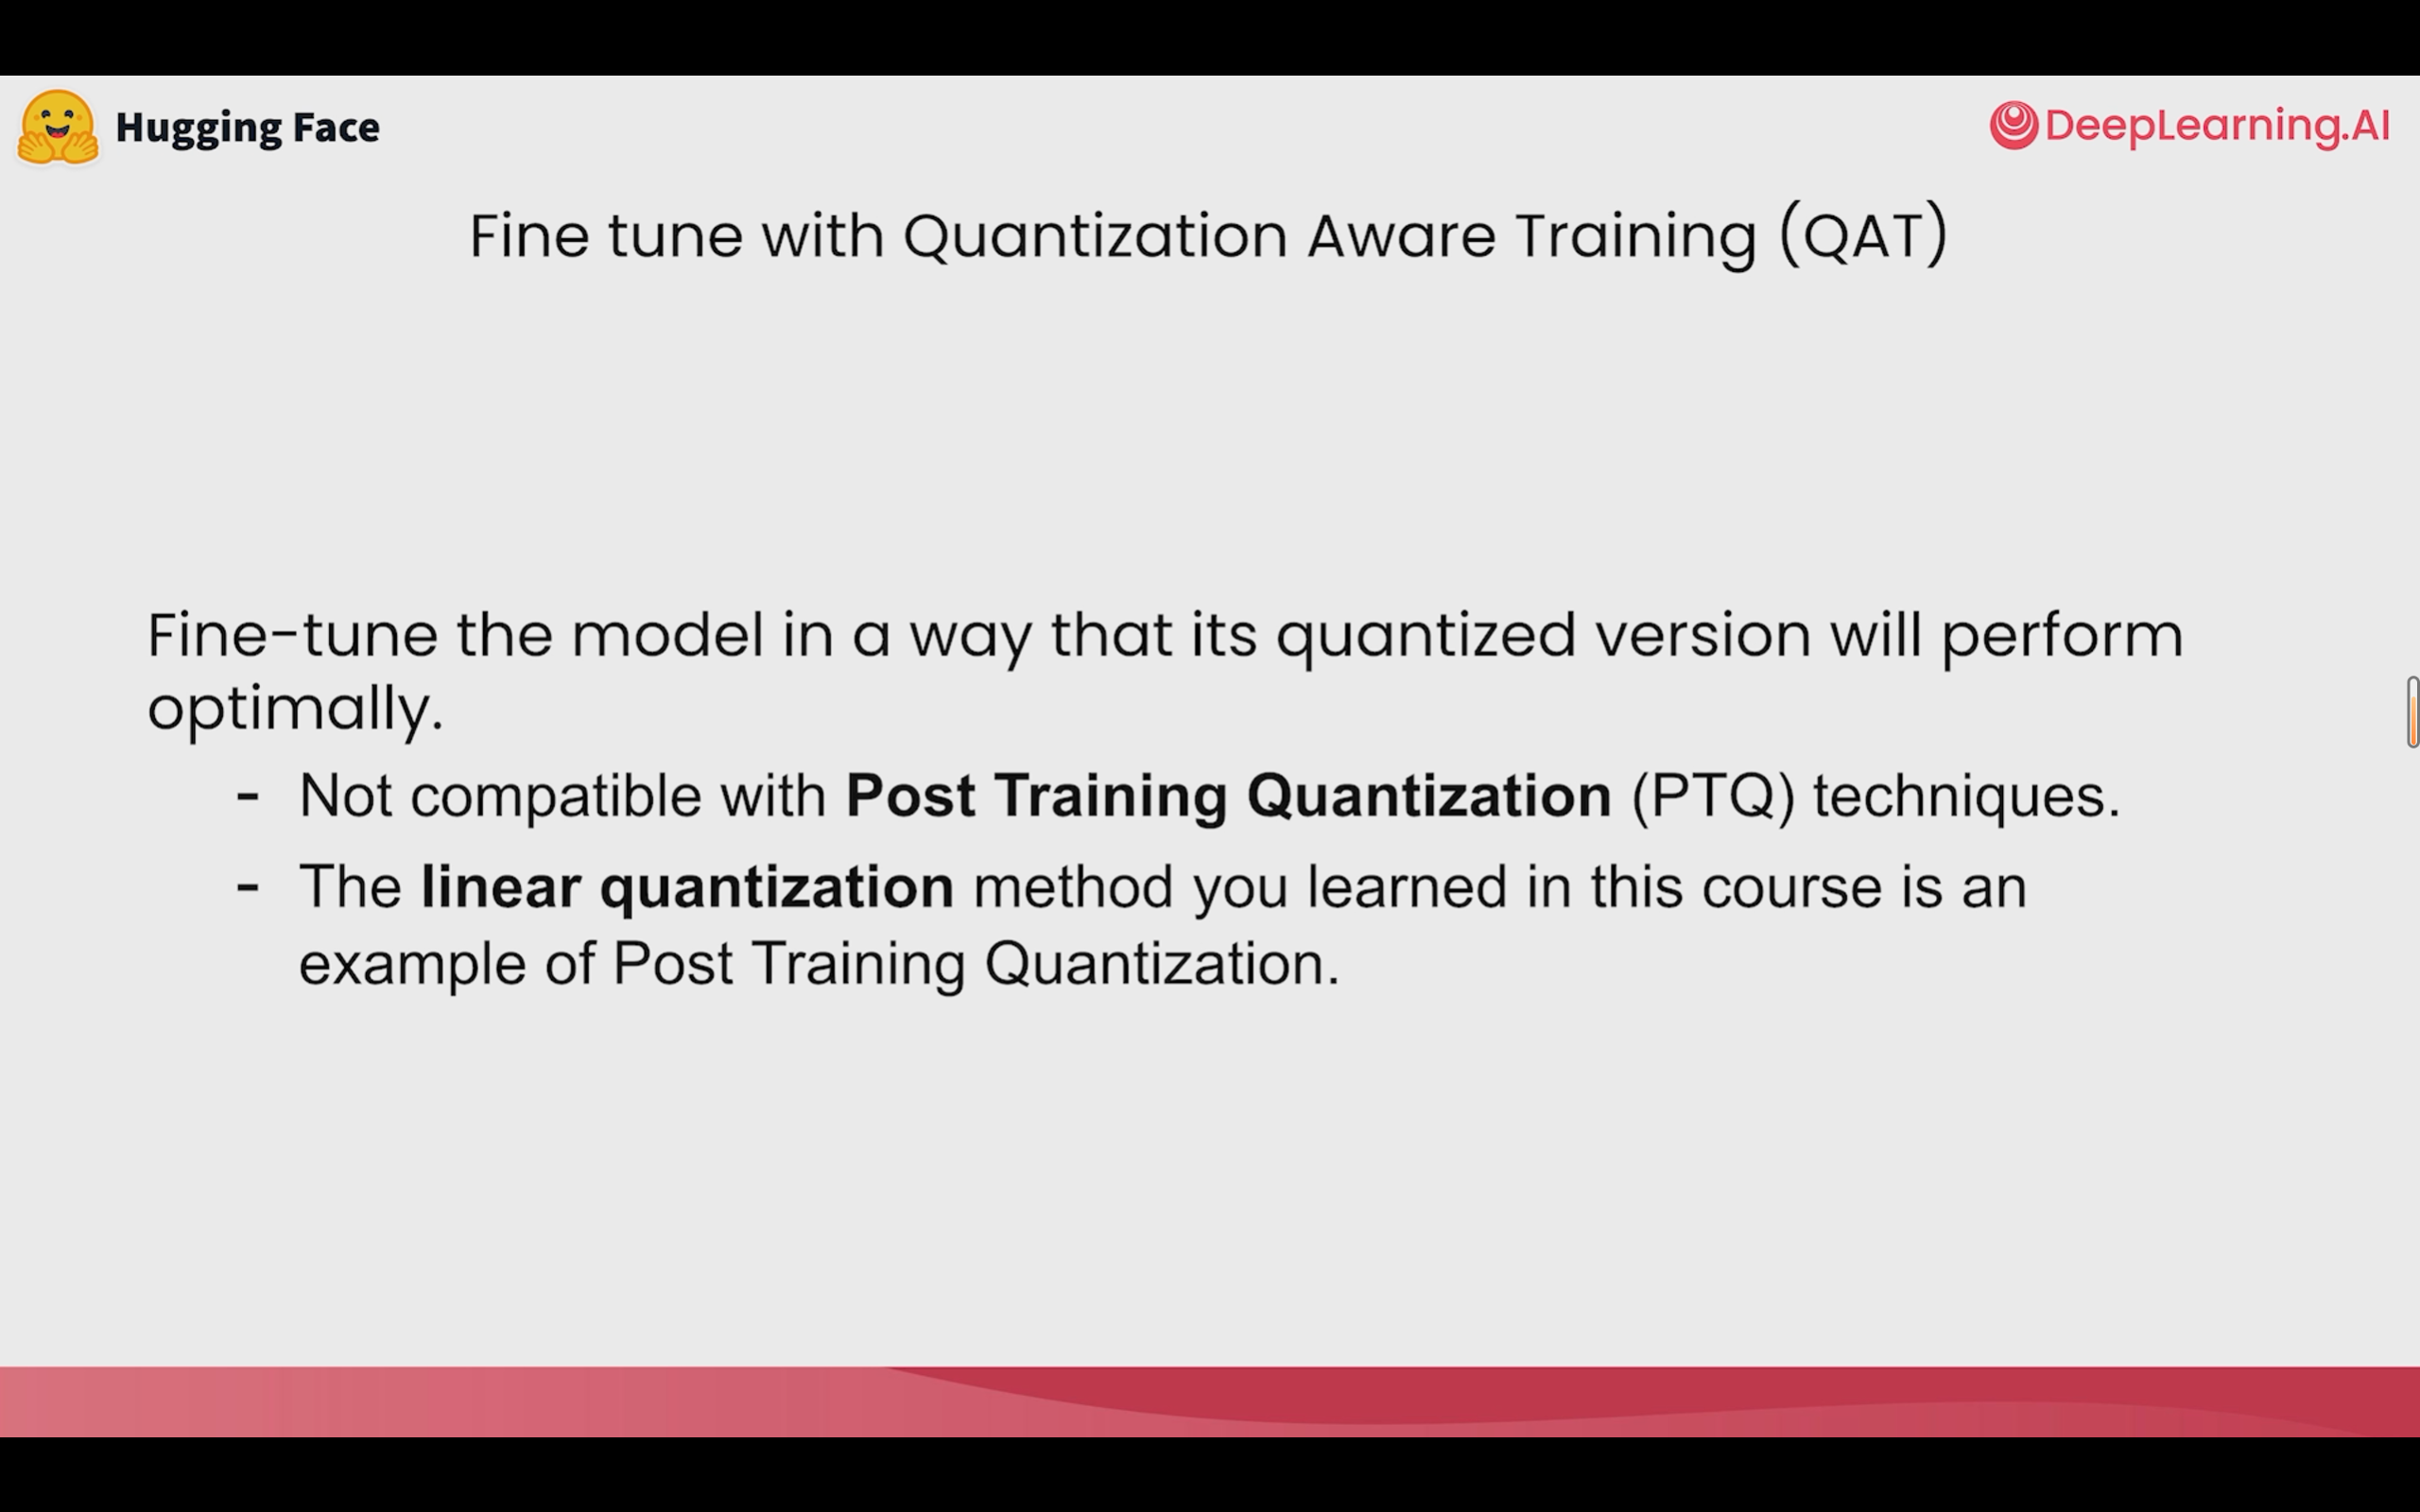 Hugging Face
DeepLearning.AI
Fine tune with Quantization Aware Training (QAT)
Fine-tune the model in a way that its quantized version will perform
optimally.
- Not compatible with Post Training Quantization (PTQ) techniques.
- The linear quantization method you learned in this course is an
example of Post Training Quantization.